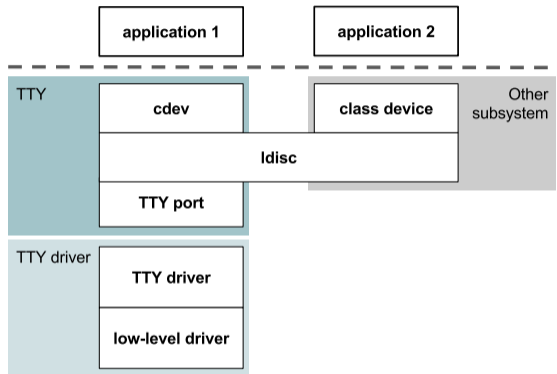 application 1
application 2
TTY
cdev
class device
Other
subsystem
ldisc
TTY port
TTY driver
TTY driver
low-level driver